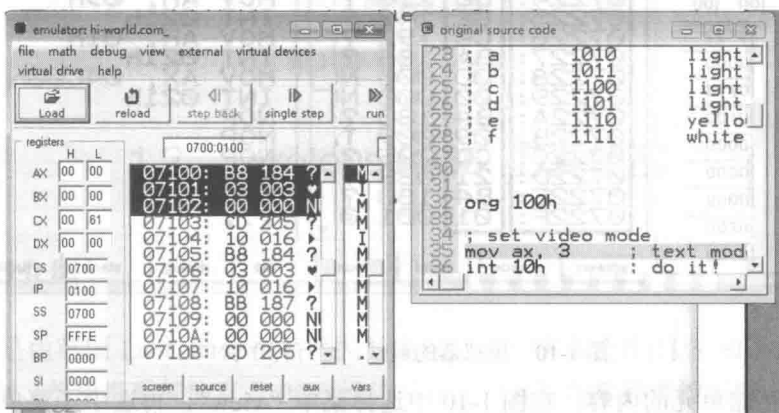 emulator: hi-world.com_
file math debug view external virtual devices
virtual drive help
Load reload step back single step run
registers
H L
0700:0100
AX 00 00
BX 00 00
CX 00 61
DX 00 00
CS 0700
IP 0100
SS 0700
SP FFFE
BP 0000
SI 0000
07100: B8 184 ? M
07101: 03 003 ♥ I
07102: 00 000 NU M
07103: CD 205 ? M
07104: 10 016 ► I
07105: B8 184 ? M
07106: 03 003 ♥ M
07107: 10 016 ► M
07108: BB 187 ? M
07109: 00 000 NU M
0710A: 00 000 NU M
0710B: CD 205 ? M
screen source reset aux vars
original source code
23 ; a 1010 light
24 ; b 1011 light
25 ; c 1100 light
26 ; d 1101 light
27 ; e 1110 yello
28 ; f 1111 white
29
30
31
32 org 100h
33
34 ; set video mode
35 mov ax, 3 ; text mod
36 int 10h ; do it!